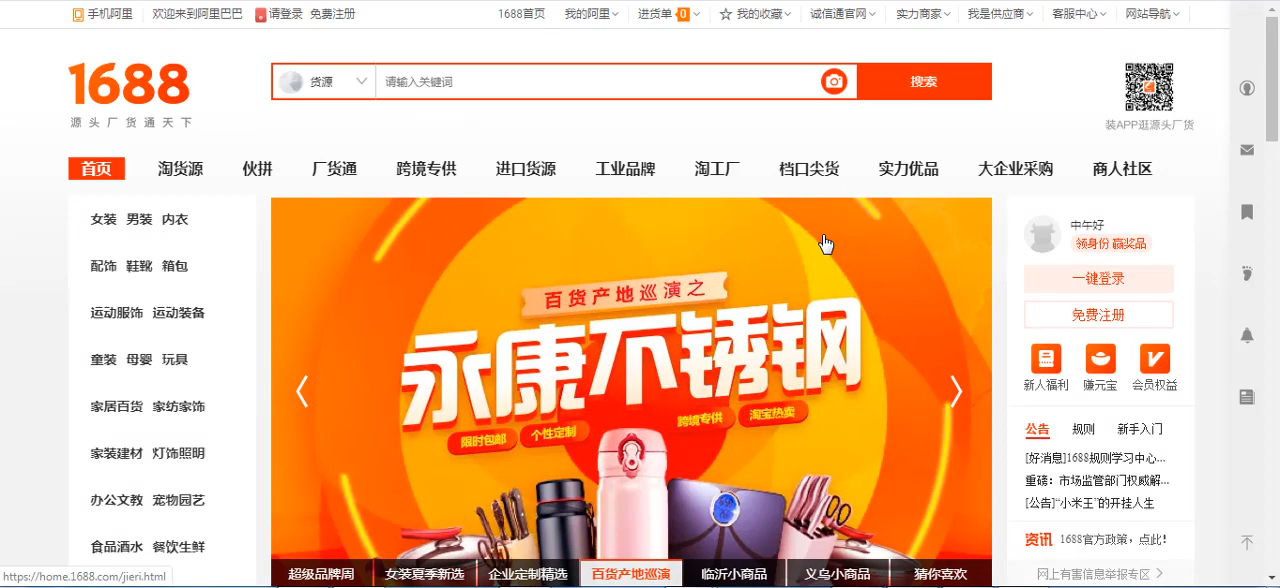 手机阿里 欢迎来到阿里巴巴 请登录 免费注册 1688首页 我的阿里 进货单 0 我的收藏 诚信通官网 实力商家 我是供应商 客服中心 网站导航
1688
源头厂货通天下
货源 请输入关键词 搜索
装APP逛源头厂货
首页 淘货源 伙拼 厂货通 跨境专供 进口货源 工业品牌 淘工厂 档口尖货 实力优品 大企业采购 商人社区
女装 男装 内衣
配饰 鞋靴 箱包
运动服饰 运动装备
童装 母婴 玩具
家居百货 家纺家饰
家装建材 灯饰照明
办公文教 宠物园艺
食品酒水 餐饮生鲜
百货产地巡演之
永康不锈钢
限时包邮 个性定制 跨境专供 淘宝热卖
超级品牌周 女装夏季新选 企业定制精选 百货产地巡演 临沂小商品 义乌小商品 猜你喜欢
中午好
领身份 赢奖品
一键登录
免费注册
新人福利 赚元宝 会员权益
公告 规则 新手入门
[好消息]1688规则学习中心...
重磅：市场监管部门权威解...
[公告]“小米王”的开挂人生
资讯 1688官方政策，点此!
网上有害信息举报专区
https://home.1688.com/jieri.html